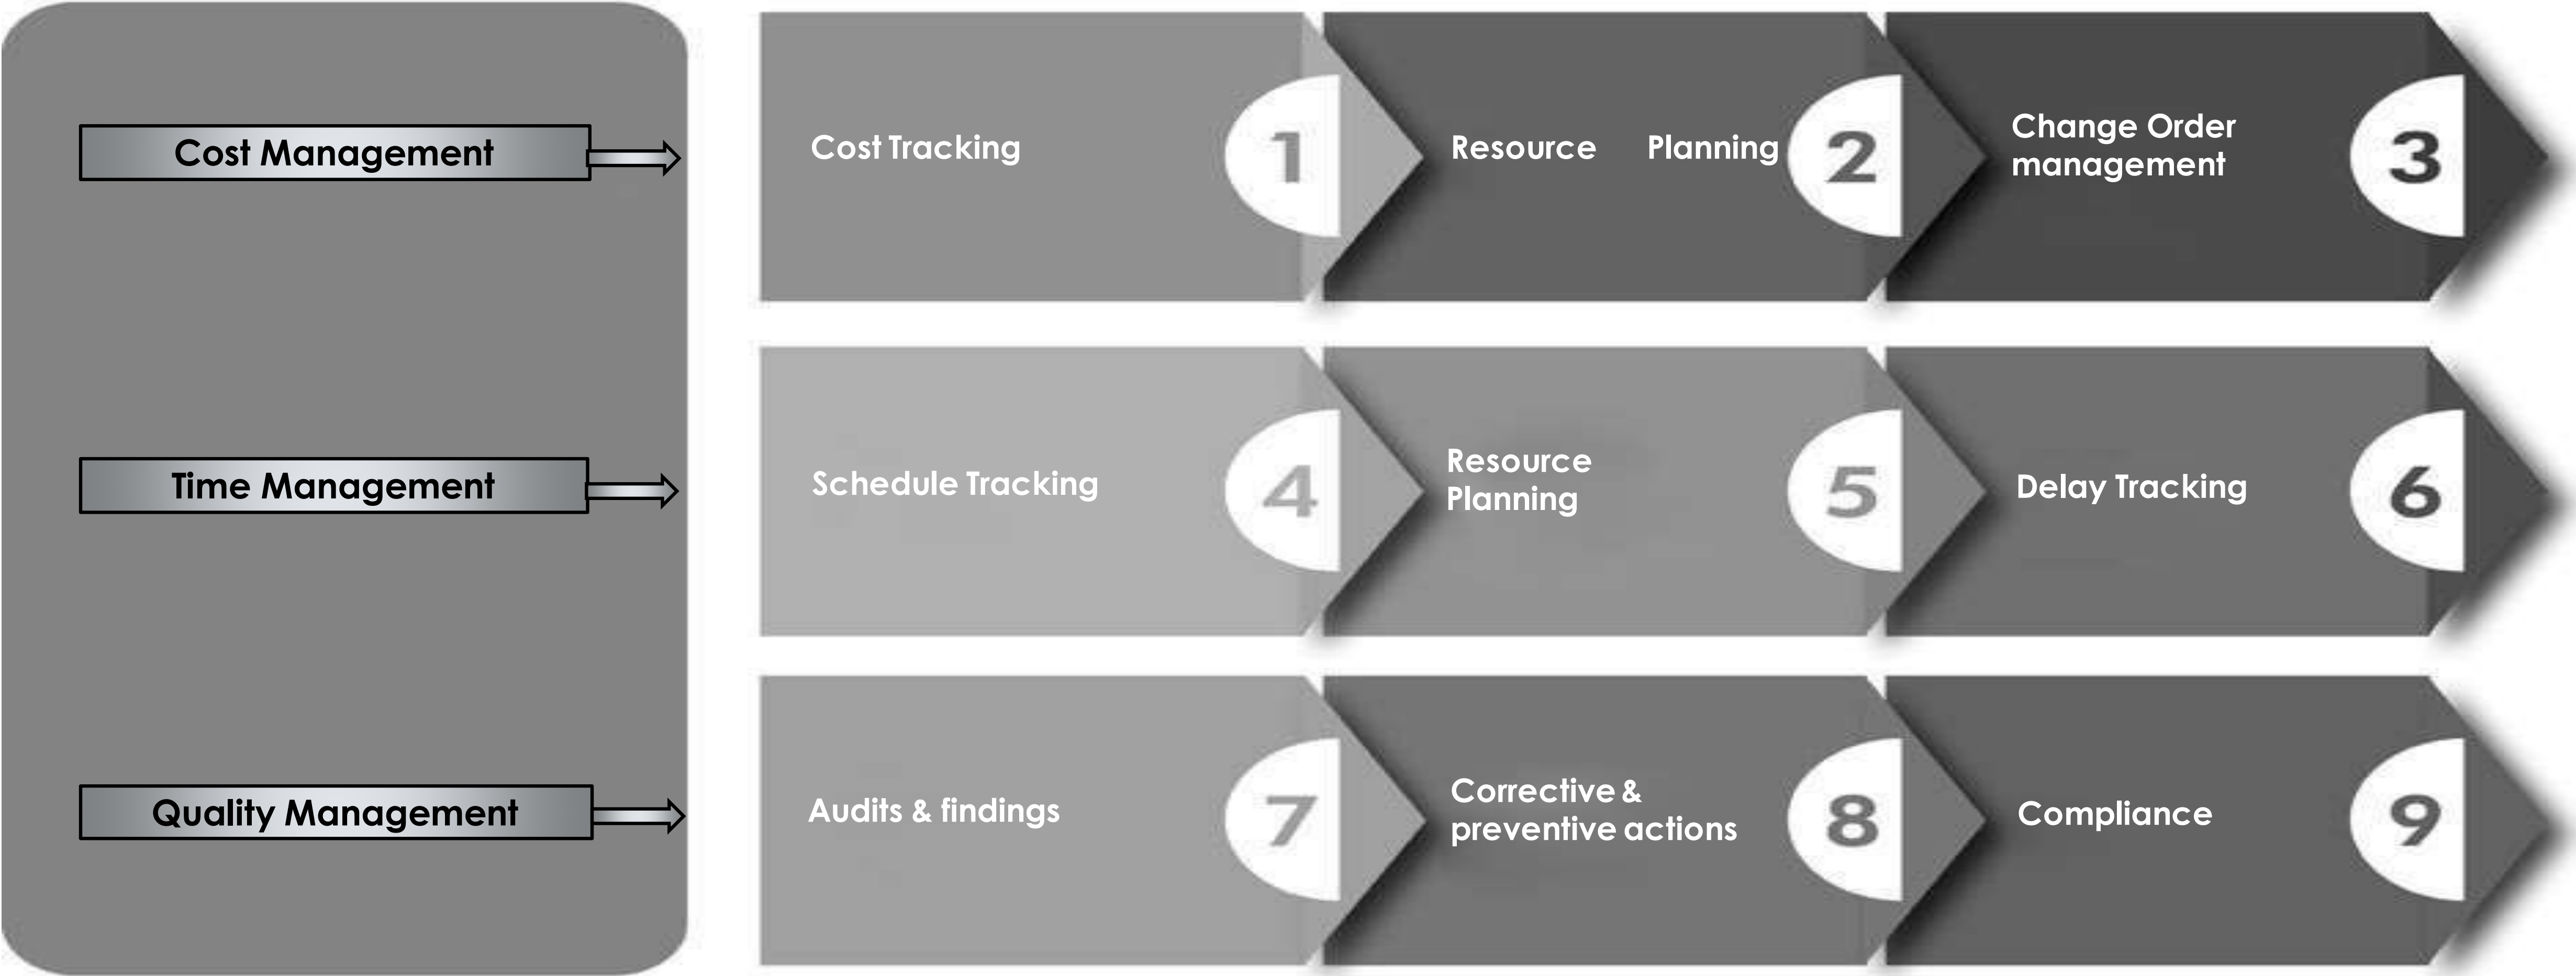 Cost Management
Cost Tracking
1
Resource Planning
2
Change Order
management
3
Time Management
Schedule Tracking
4
Resource
Planning
5
Delay Tracking
6
Quality Management
Audits & findings
7
Corrective &
preventive actions
8
Compliance
9